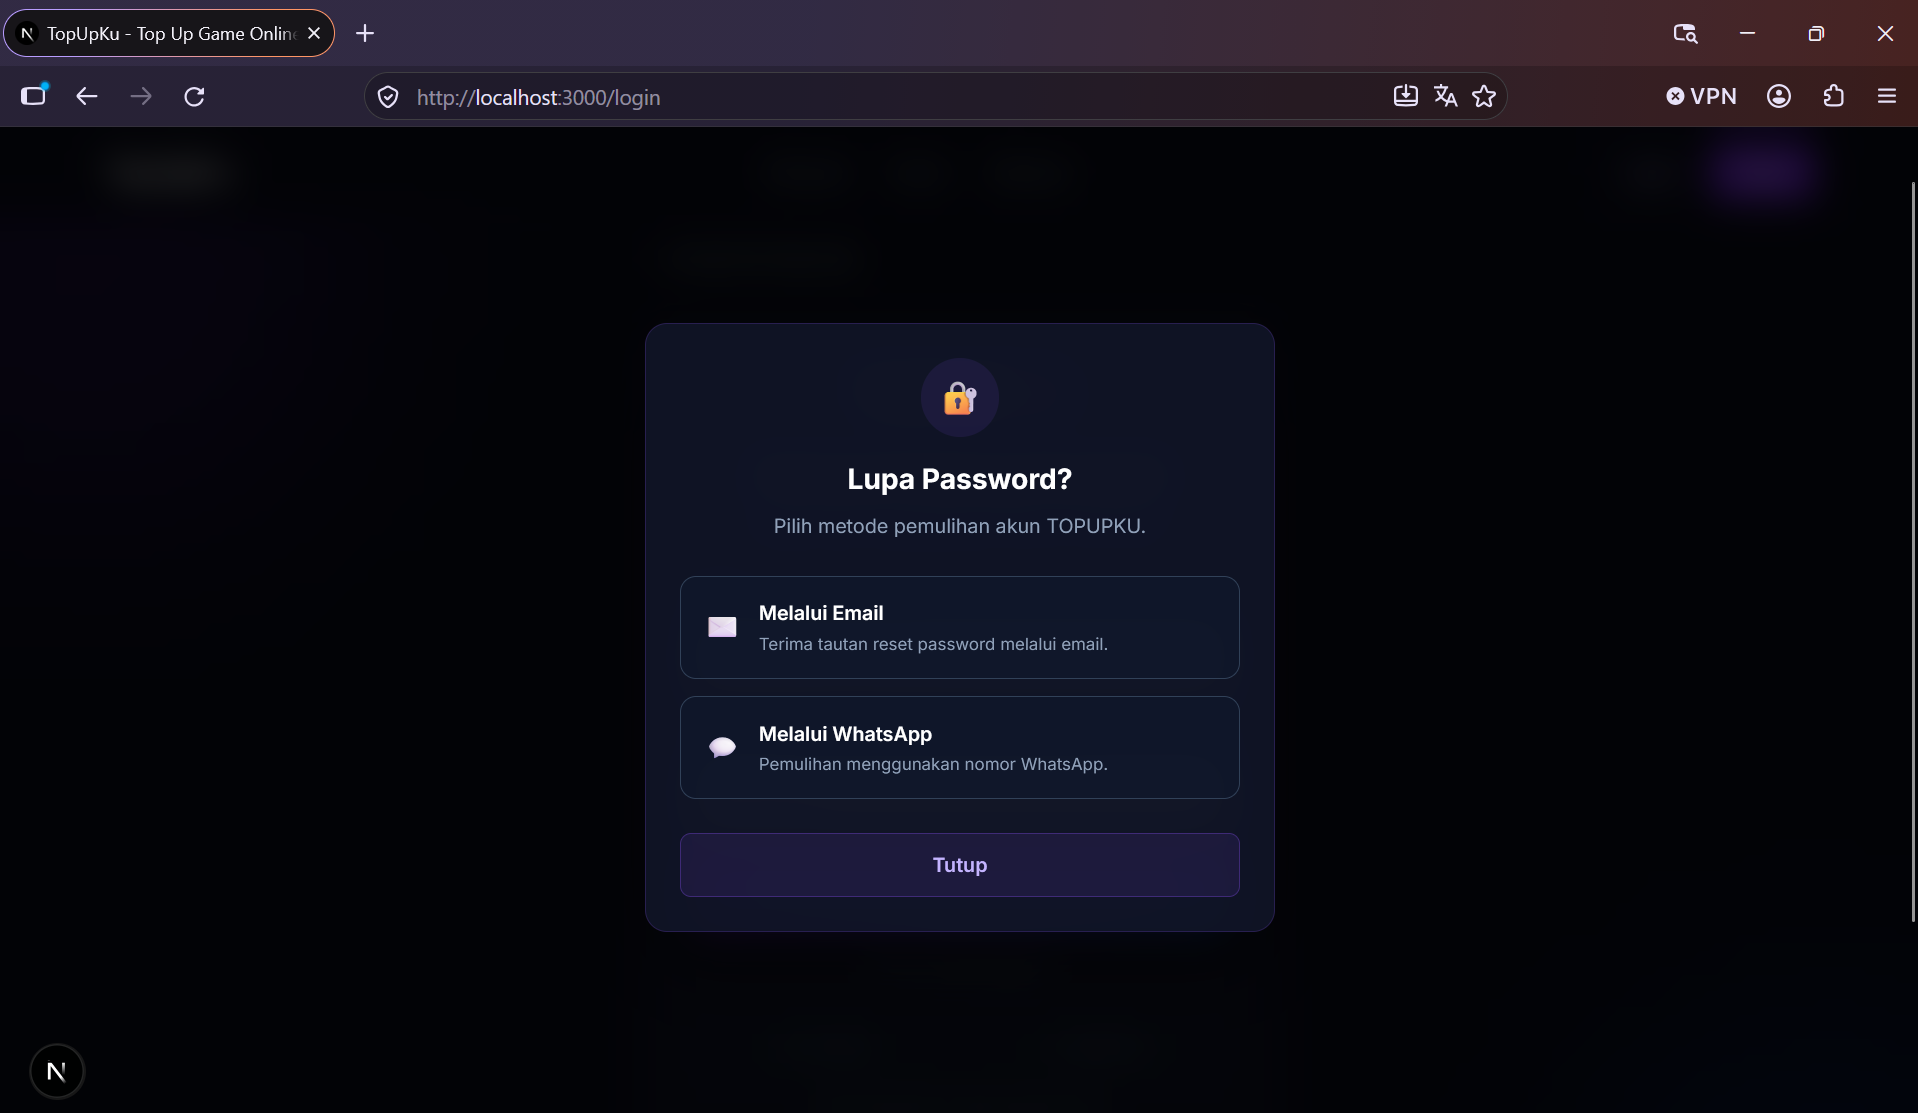 TopUpKu - Top Up Game Online
http://localhost:3000/login
VPN
Lupa Password?
Pilih metode pemulihan akun TOPUPKU.
Melalui Email
Terima tautan reset password melalui email.
Melalui WhatsApp
Pemulihan menggunakan nomor WhatsApp.
Tutup
N